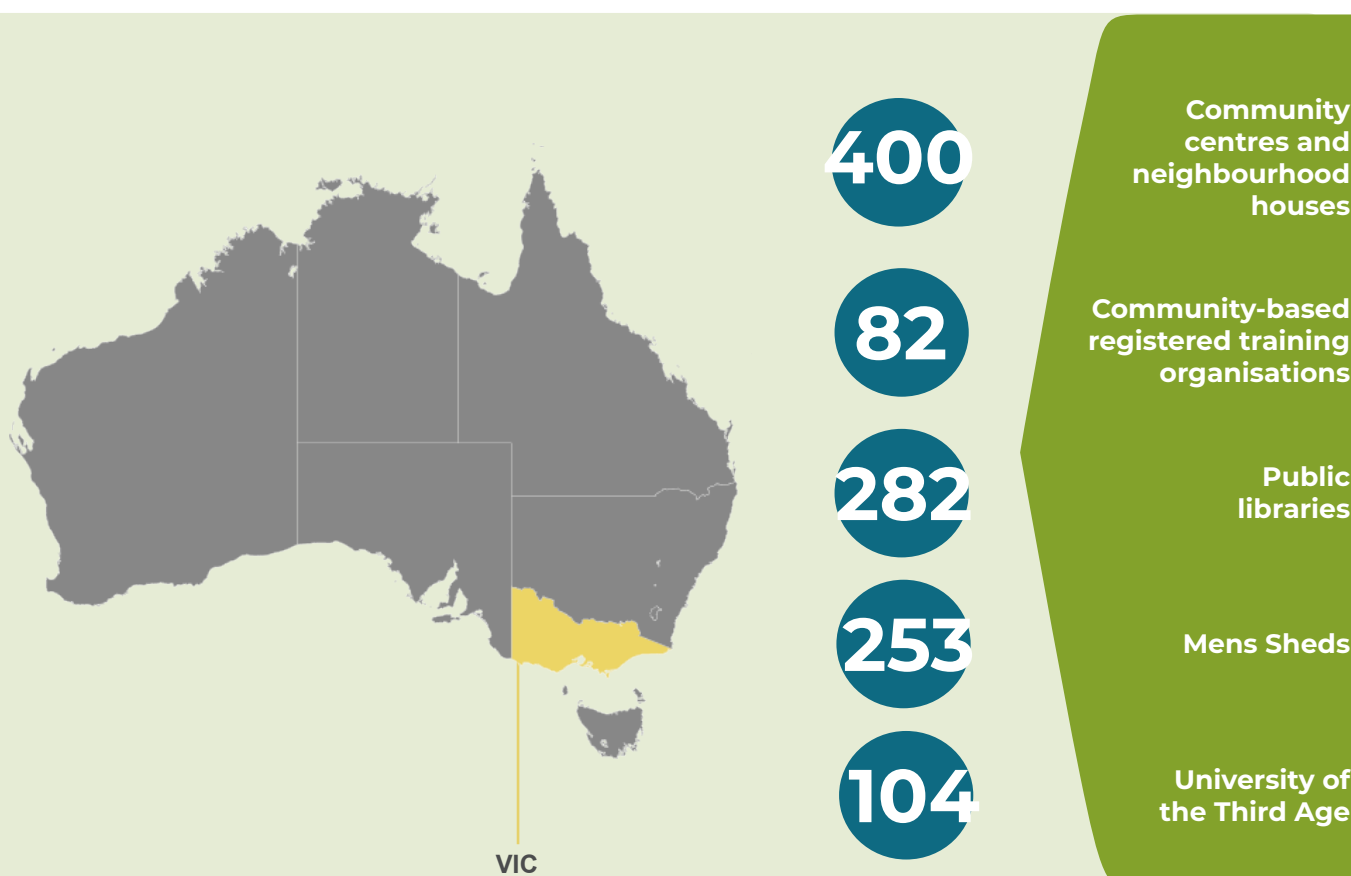 400
Community
centres and
neighbourhood
houses
82
Community-based
registered training
organisations
282
Public
libraries
253
Mens Sheds
104
University of
the Third Age
VIC